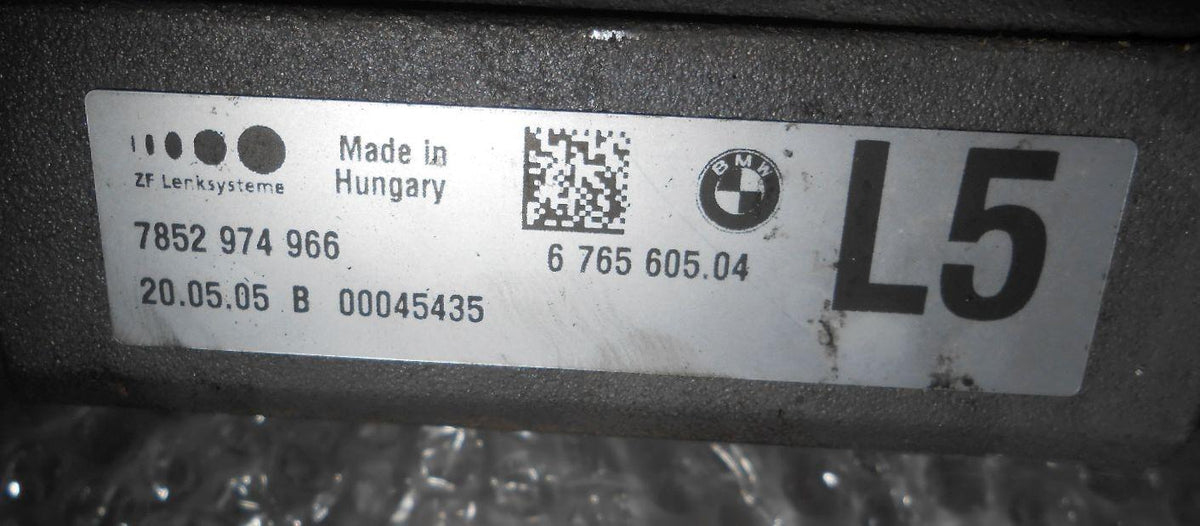 ZF Lenksysteme
Made in
Hungary
7852 974 966
20.05.05 B 00045435
6 765 605.04
BMW
L5